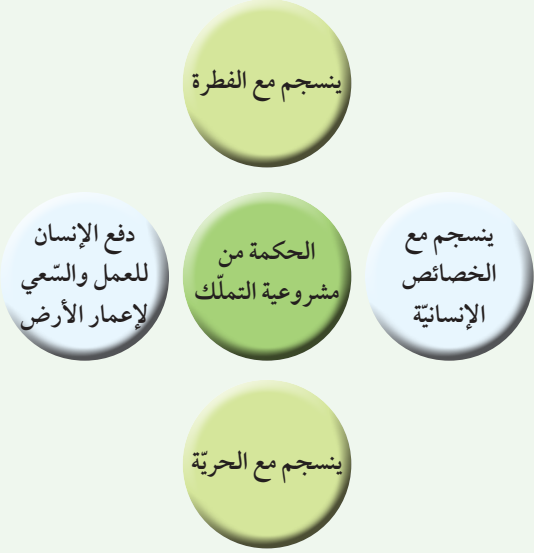 ينسجم مع الفطرة
ينسجم مع
الخصائص
الإنسانيّة
الحكمة من
مشروعية التملّك
دفع الإنسان
للعمل والسّعي
لإعمار الأرض
ينسجم مع الحريّة